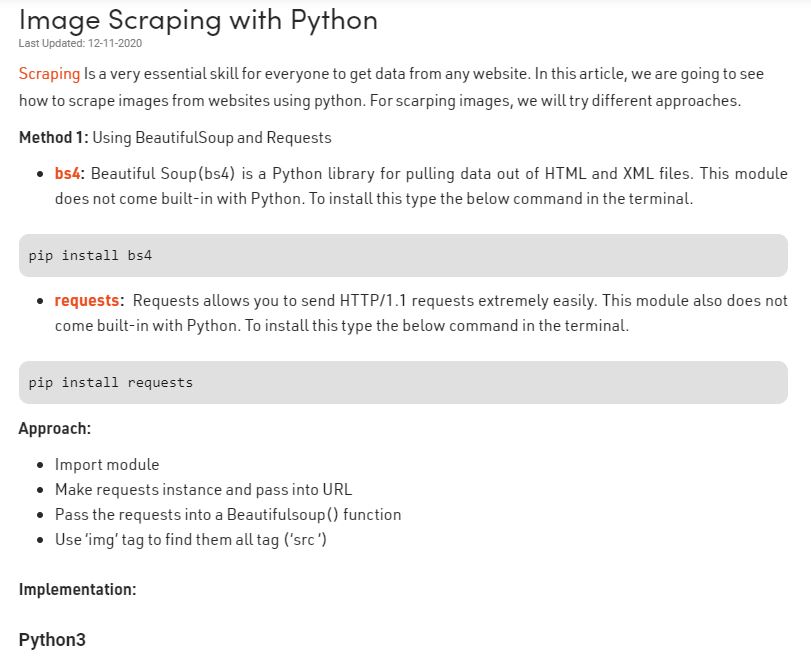 Image Scraping with Python
Last Updated: 12-11-2020
Scraping Is a very essential skill for everyone to get data from any website. In this article, we are going to see
how to scrape images from websites using python. For scarping images, we will try different approaches.
Method 1: Using BeautifulSoup and Requests
• bs4: Beautiful Soup(bs4) is a Python library for pulling data out of HTML and XML files. This module
does not come built-in with Python. To install this type the below command in the terminal.
pip install bs4
• requests: Requests allows you to send HTTP/1.1 requests extremely easily. This module also does not
come built-in with Python. To install this type the below command in the terminal.
pip install requests
Approach:
• Import module
• Make requests instance and pass into URL
• Pass the requests into a Beautifulsoup() function
• Use ‘img’ tag to find them all tag (‘src ‘)
Implementation:
Python3